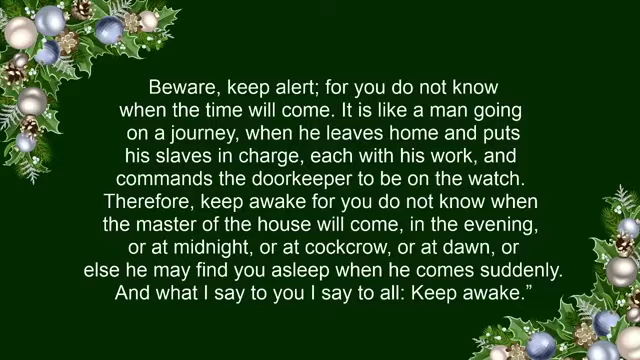 Beware, keep alert; for you do not know
when the time will come. It is like a man going
on a journey, when he leaves home and puts
his slaves in charge, each with his work, and
commands the doorkeeper to be on the watch.
Therefore, keep awake for you do not know when
the master of the house will come, in the evening,
or at midnight, or at cockcrow, or at dawn, or
else he may find you asleep when he comes suddenly.
And what I say to you I say to all: Keep awake.”